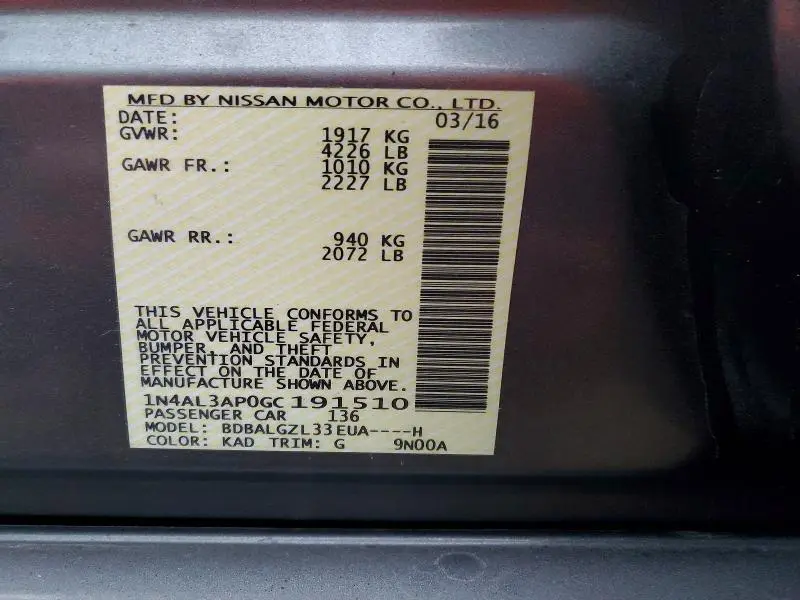 MFD BY NISSAN MOTOR CO., LTD.
DATE: 03/16
GVWR: 1917 KG
4226 LB
GAWR FR.: 1010 KG
2227 LB
GAWR RR.: 940 KG
2072 LB
THIS VEHICLE CONFORMS TO
ALL APPLICABLE FEDERAL
MOTOR VEHICLE SAFETY,
BUMPER, AND THEFT
PREVENTION STANDARDS IN
EFFECT ON THE DATE OF
MANUFACTURE SHOWN ABOVE.
1N4AL3AP0GC191510
PASSENGER CAR 136
MODEL: BDBALGZL33EUA----H
COLOR: KAD TRIM: G 9N00A